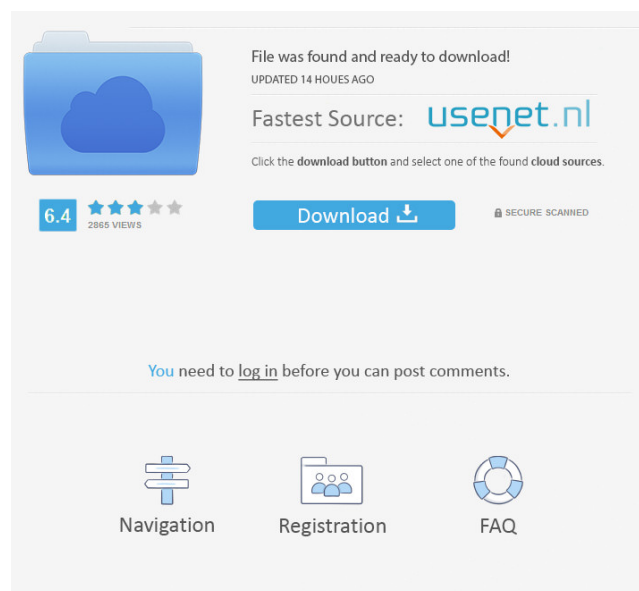 File was found and ready to download!
UPDATED 14 HOUES AGO
Fastest Source: usenet.nl
Click the download button and select one of the found cloud sources.
6.4
2865 VIEWS
Download
SECURE SCANNED
You need to log in before you can post comments.
Navigation
Registration
FAQ